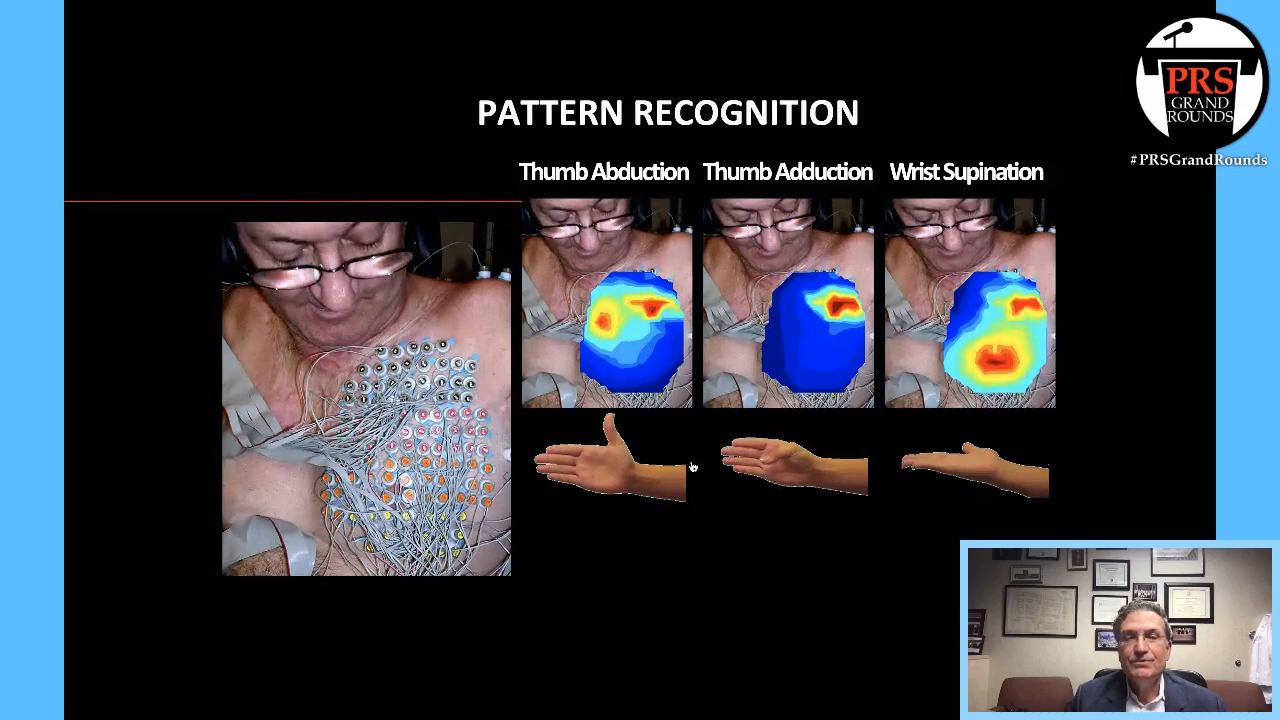 PATTERN RECOGNITION
Thumb Abduction
Thumb Adduction
Wrist Supination
PRS
GRAND
ROUNDS
#PRSGrandRounds